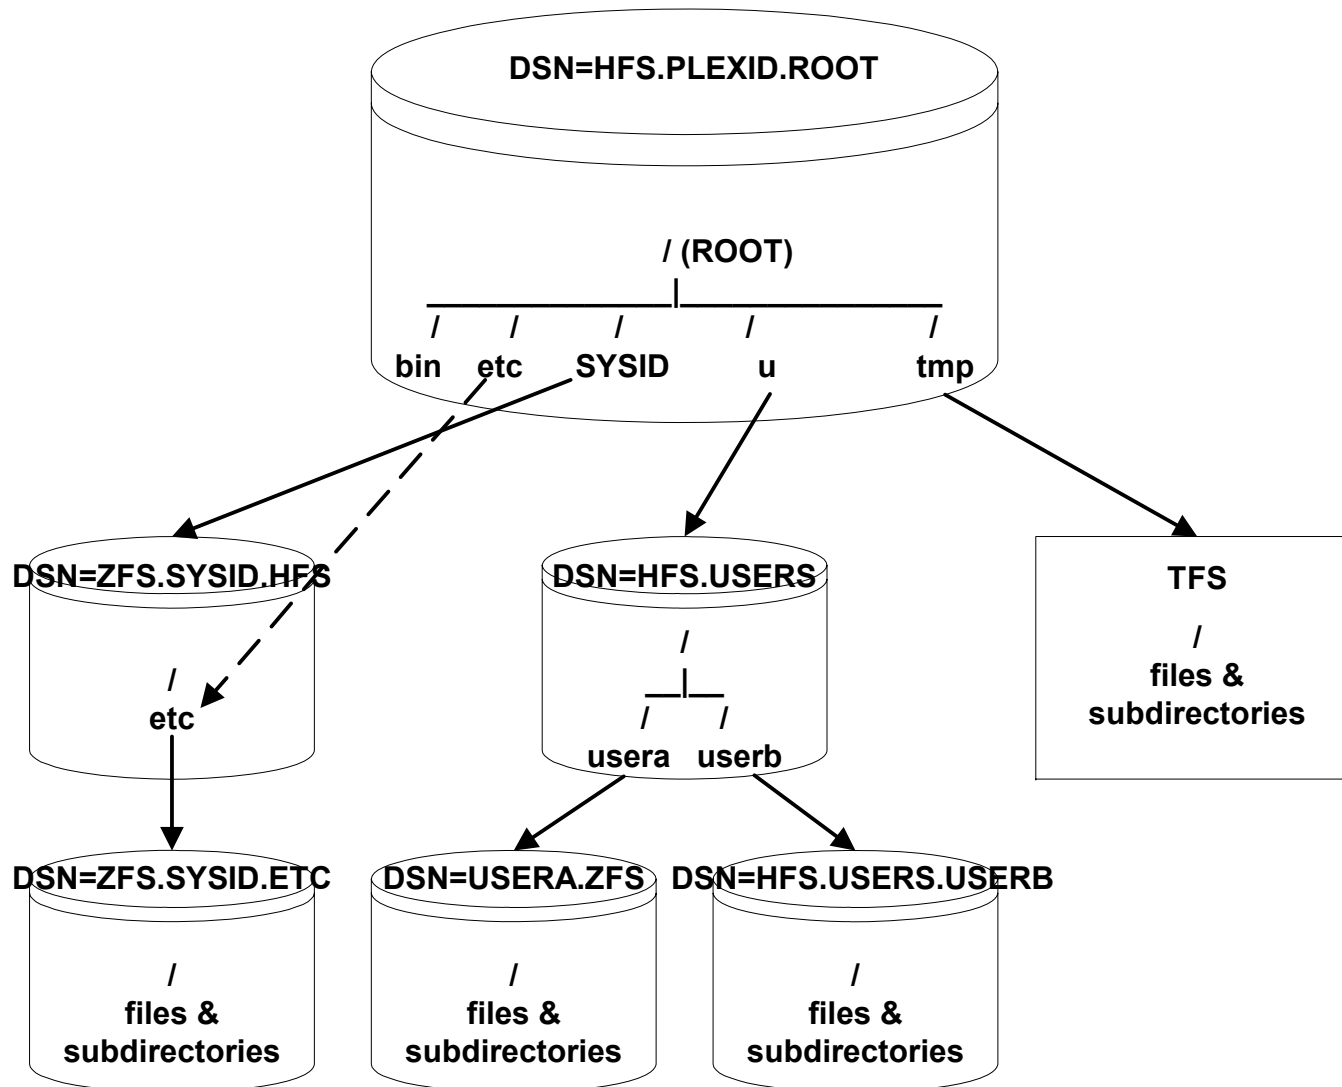 DSN=HFS.PLEXID.ROOT
/ (ROOT)
|
/ / / / /
bin etc SYSID u tmp
DSN=ZFS.SYSID.HFS
/
etc
DSN=HFS.USERS
/
|
/ /
usera userb
TFS
/
files &
subdirectories
DSN=ZFS.SYSID.ETC
/
files &
subdirectories
DSN=USERA.ZFS
/
files &
subdirectories
DSN=HFS.USERS.USERB
/
files &
subdirectories